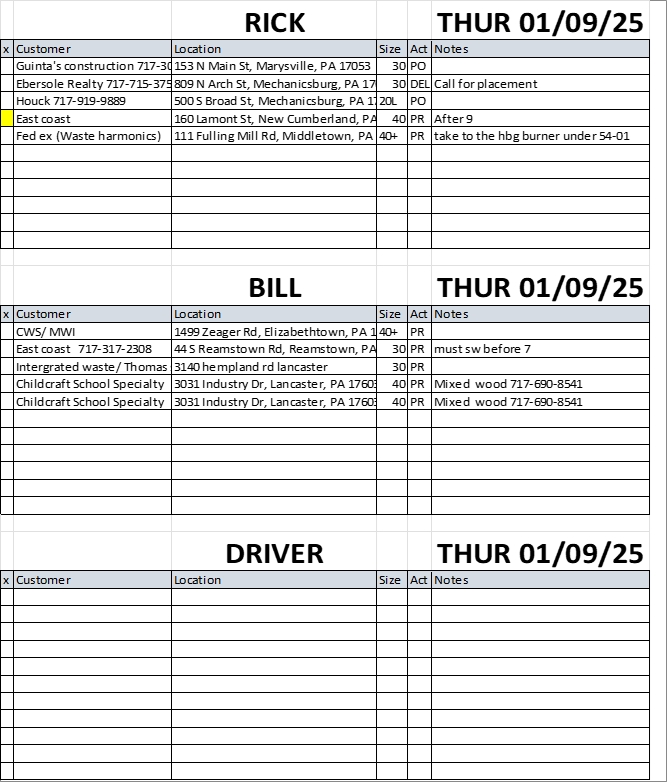 RICK THUR 01/09/25
x Customer Location Size Act Notes
Guinta's construction 717-30 153 N Main St, Marysville, PA 17053 30 PO
Ebersole Realty 717-715-375 809 N Arch St, Mechanicsburg, PA 17 30 DEL Call for placement
Houck 717-919-9889 500 S Broad St, Mechanicsburg, PA 17 20L PO
East coast 160 Lamont St, New Cumberland, PA 40 PR After 9
Fed ex (Waste harmonics) 111 Fulling Mill Rd, Middletown, PA 40+ PR take to the hbg burner under 54-01
BILL THUR 01/09/25
x Customer Location Size Act Notes
CWS/ MWI 1499 Zeager Rd, Elizabethtown, PA 1 40+ PR
East coast 717-317-2308 44 S Reamstown Rd, Reamstown, PA 30 PR must sw before 7
Intergrated waste/ Thomas 3140 hempland rd lancaster 30 PR
Childcraft School Specialty 3031 Industry Dr, Lancaster, PA 17603 40 PR Mixed wood 717-690-8541
Childcraft School Specialty 3031 Industry Dr, Lancaster, PA 17603 40 PR Mixed wood 717-690-8541
DRIVER THUR 01/09/25
x Customer Location Size Act Notes